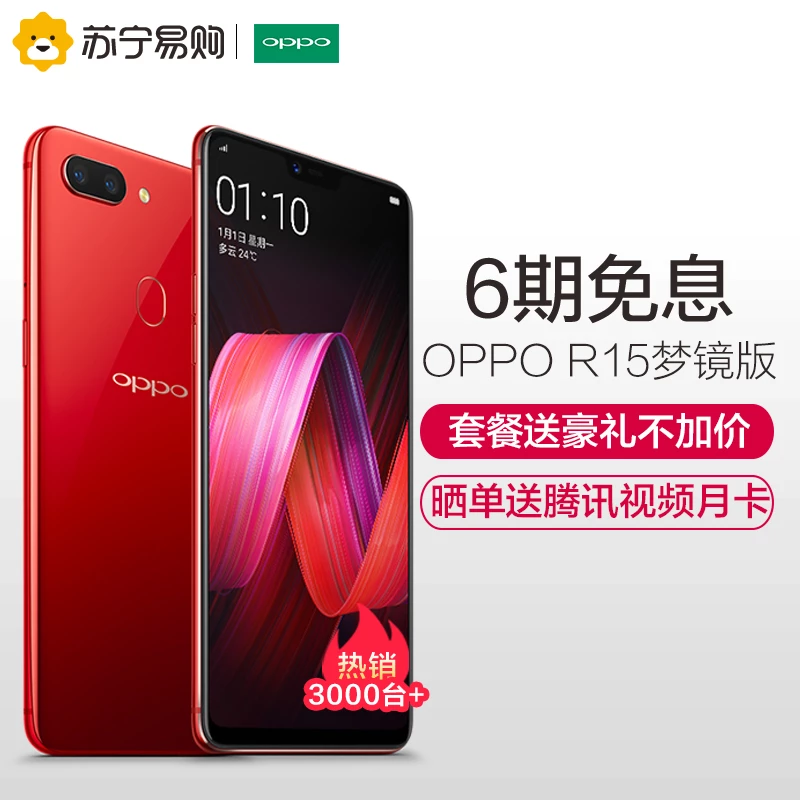 苏宁易购
oppo
01:10
1月1日 星期一
多云 24℃
oppo
6期免息
OPPO R15梦镜版
套餐送豪礼不加价
晒单送腾讯视频月卡
热销
3000台+